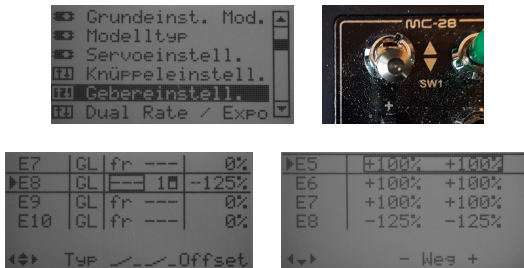 Grundeinst. Mod.
Modelltyp
Servoeinstell.
Knüppeleinstell.
Gebereinstell.
Dual Rate / Expo
MC-28
SW1
+
E7 GL fr --- 0%
E8 GL --- 1 -125%
E9 GL fr --- 0%
E10 GL fr --- 0%
Typ Offset
E5 +100% +100%
E6 +100% +100%
E7 +100% +100%
E8 -125% -125%
- Weg +